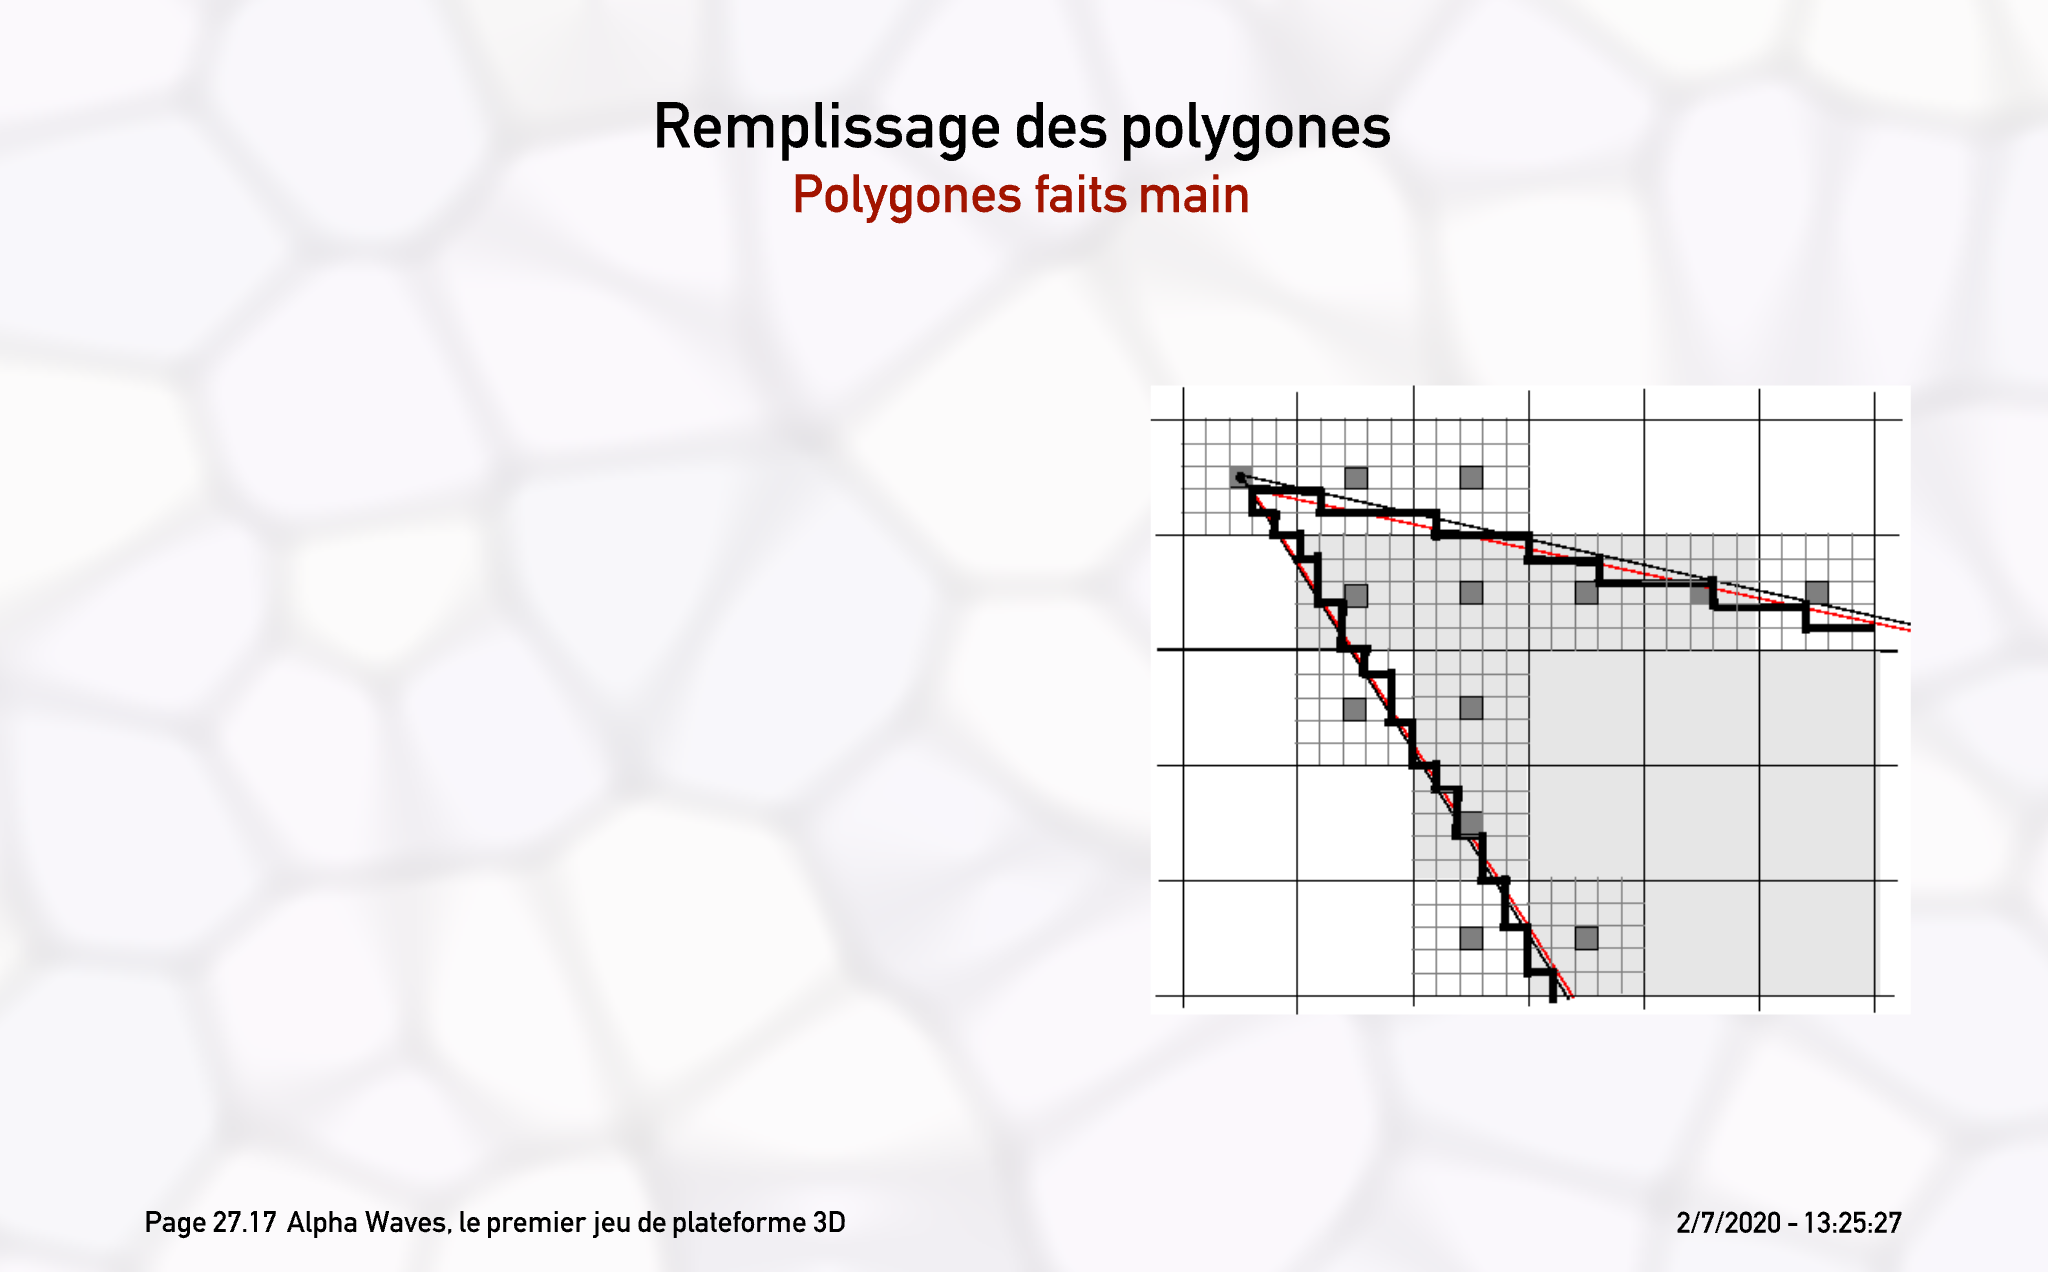 Remplissage des polygones
Polygones faits main
Page 27.17 Alpha Waves, le premier jeu de plateforme 3D
2/7/2020 - 13:25:27